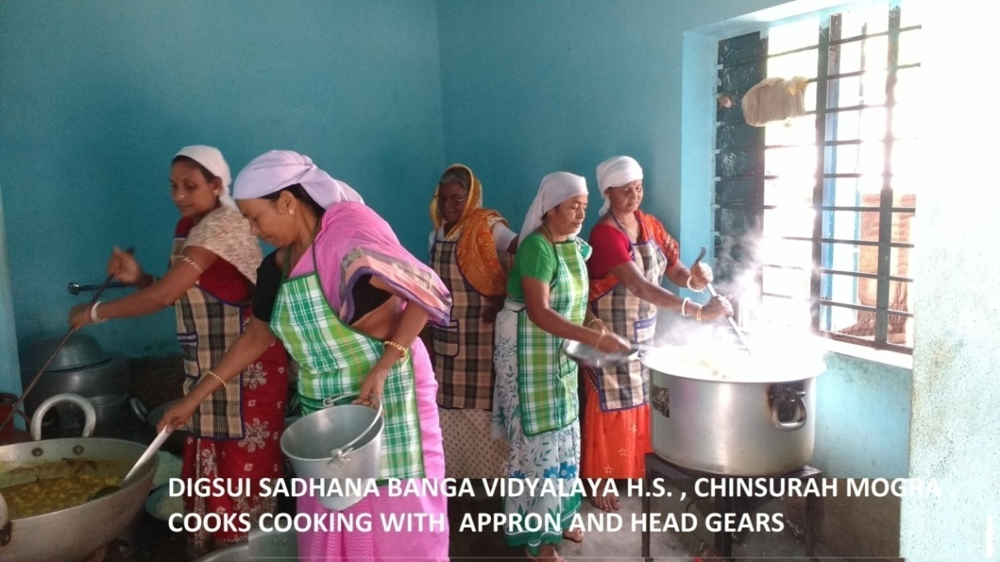 DIGSUI SADHANA BANGA VIDYALAYA H.S. , CHINSURAH MOGRA .
COOKS COOKING WITH  APPRON AND HEAD GEARS